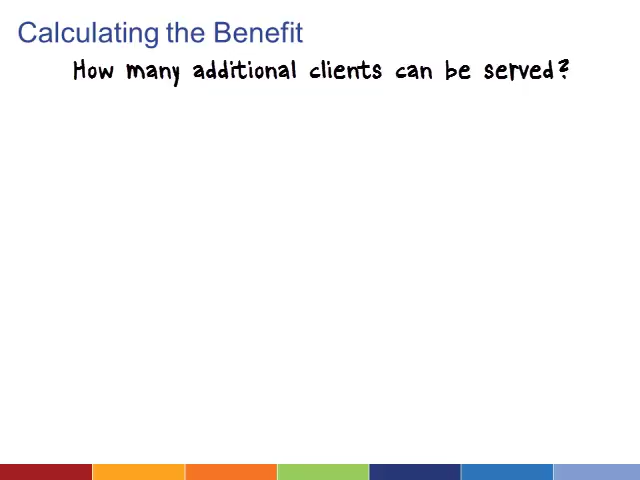 Calculating the Benefit
How many additional clients can be served?